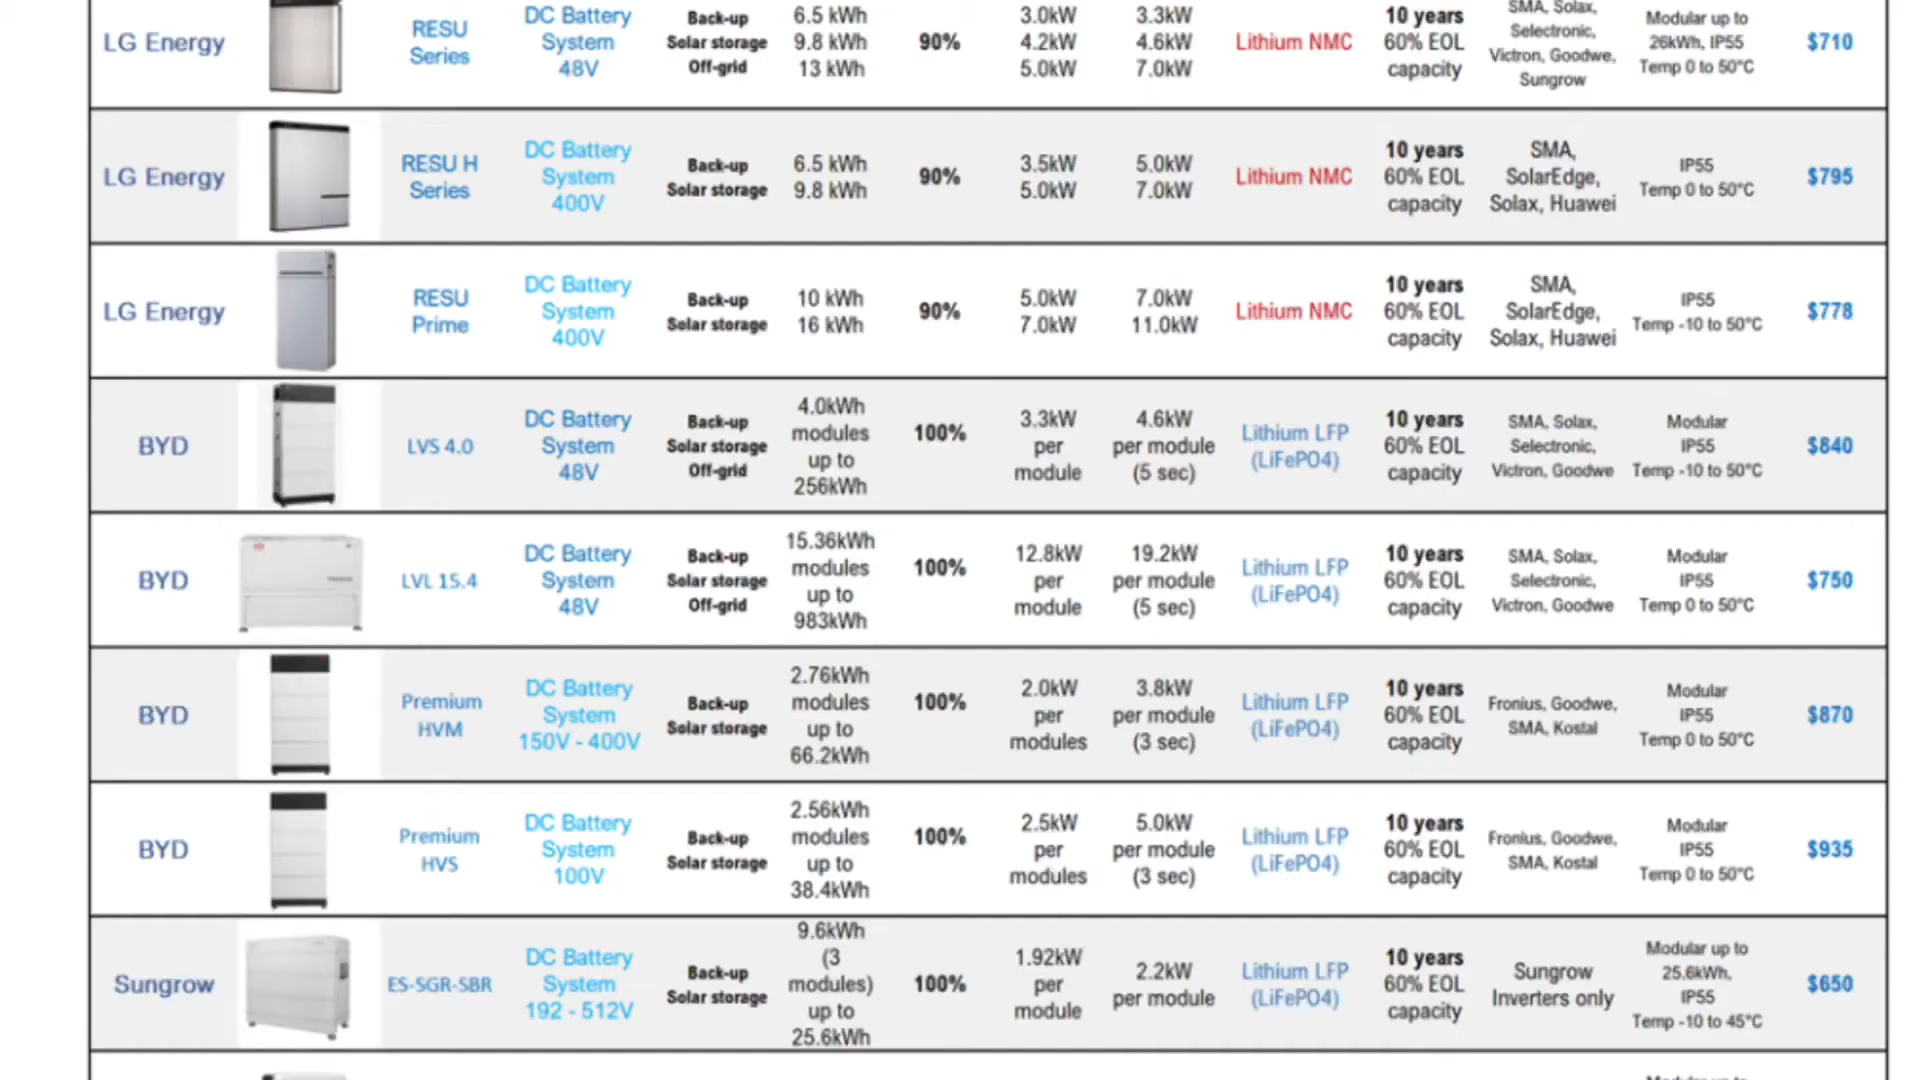 LG Energy
RESU
Series
DC Battery
System
48V
Back-up
Solar storage
Off-grid
6.5 kWh
9.8 kWh
13 kWh
90%
3.0kW
4.2kW
5.0kW
3.3kW
4.6kW
7.0kW
Lithium NMC
10 years
60% EOL
capacity
SMA, Solax,
Selectronic,
Victron, Goodwe,
Sungrow
Modular up to
26kWh, IP55
Temp 0 to 50°C
$710
LG Energy
RESU H
Series
DC Battery
System
400V
Back-up
Solar storage
6.5 kWh
9.8 kWh
90%
3.5kW
5.0kW
5.0kW
7.0kW
Lithium NMC
10 years
60% EOL
capacity
SMA,
SolarEdge,
Solax, Huawei
IP55
Temp 0 to 50°C
$795
LG Energy
RESU
Prime
DC Battery
System
400V
Back-up
Solar storage
10 kWh
16 kWh
90%
5.0kW
7.0kW
7.0kW
11.0kW
Lithium NMC
10 years
60% EOL
capacity
SMA,
SolarEdge,
Solax, Huawei
IP55
Temp -10 to 50°C
$778
BYD
LVS 4.0
DC Battery
System
48V
Back-up
Solar storage
Off-grid
4.0kWh
modules
up to
256kWh
100%
3.3kW
per
module
4.6kW
per module
(5 sec)
Lithium LFP
(LiFePO4)
10 years
60% EOL
capacity
SMA, Solax,
Selectronic,
Victron, Goodwe
Modular
IP55
Temp -10 to 50°C
$840
BYD
LVL 15.4
DC Battery
System
48V
Back-up
Solar storage
Off-grid
15.36kWh
modules
up to
983kWh
100%
12.8kW
per
module
19.2kW
per module
(5 sec)
Lithium LFP
(LiFePO4)
10 years
60% EOL
capacity
SMA, Solax,
Selectronic,
Victron, Goodwe
Modular
IP55
Temp 0 to 50°C
$750
BYD
Premium
HVM
DC Battery
System
150V - 400V
Back-up
Solar storage
2.76kWh
modules
up to
66.2kWh
100%
2.0kW
per
modules
3.8kW
per module
(3 sec)
Lithium LFP
(LiFePO4)
10 years
60% EOL
capacity
Fronius, Goodwe,
SMA, Kostal
Modular
IP55
Temp 0 to 50°C
$870
BYD
Premium
HVS
DC Battery
System
100V
Back-up
Solar storage
2.56kWh
modules
up to
38.4kWh
100%
2.5kW
per
modules
5.0kW
per module
(3 sec)
Lithium LFP
(LiFePO4)
10 years
60% EOL
capacity
Fronius, Goodwe,
SMA, Kostal
Modular
IP55
Temp 0 to 50°C
$935
Sungrow
ES-SGR-SBR
DC Battery
System
192 - 512V
Back-up
Solar storage
9.6kWh
(3
modules)
up to
25.6kWh
100%
1.92kW
per
module
2.2kW
per module
Lithium LFP
(LiFePO4)
10 years
60% EOL
capacity
Sungrow
Inverters only
Modular up to
25.6kWh,
IP55
Temp -10 to 45°C
$650